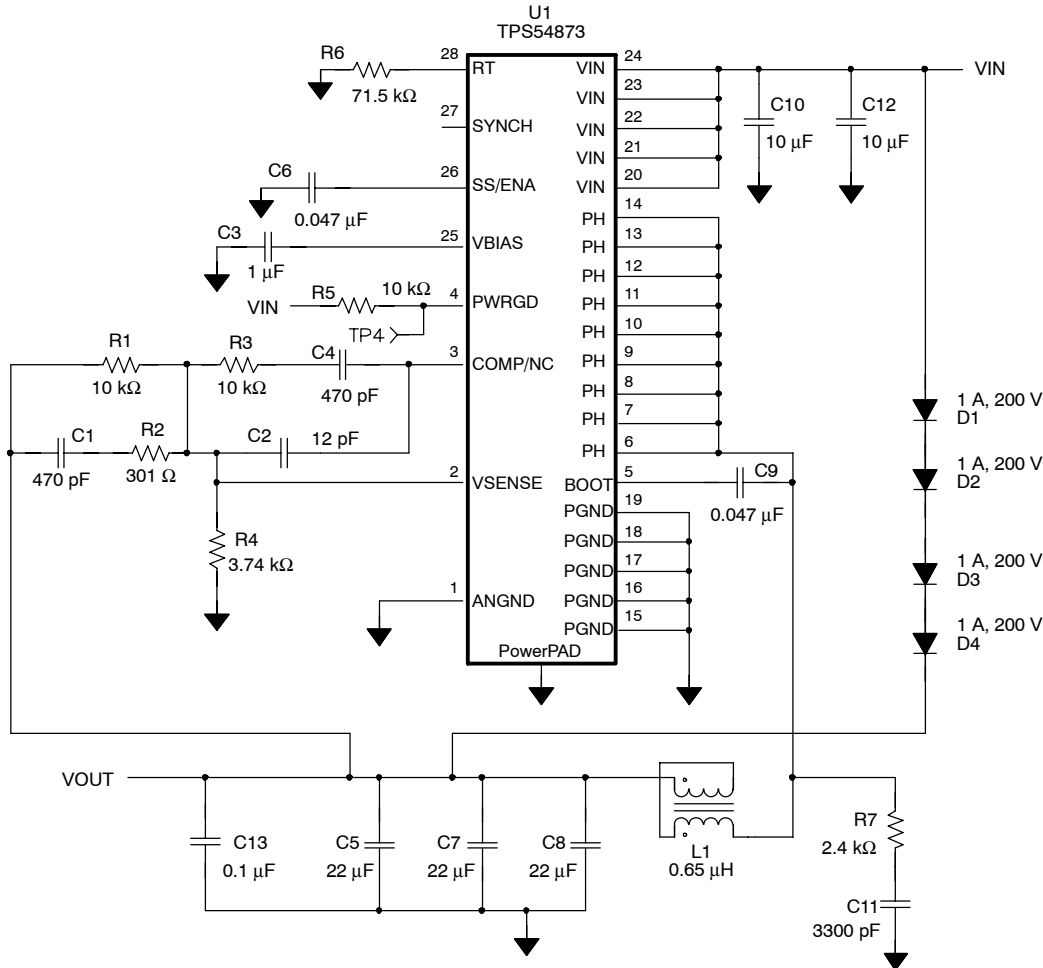 U1
TPS54873
R6
71.5 kΩ
28
RT
27
SYNCH
C6
0.047 µF
26
SS/ENA
C3
1 µF
25
VBIAS
VIN
R5
10 kΩ
4
PWRGD
TP4
R1
10 kΩ
R3
10 kΩ
C4
470 pF
3
COMP/NC
C1
470 pF
R2
301 Ω
C2
12 pF
2
VSENSE
R4
3.74 kΩ
1
ANGND
PowerPAD
VIN
24
VIN
VIN
23
VIN
22
VIN
21
VIN
20
PH
14
PH
13
PH
12
PH
11
PH
10
PH
9
PH
8
PH
7
PH
6
BOOT
5
PGND
19
PGND
18
PGND
17
PGND
16
PGND
15
C10
10 µF
C12
10 µF
C9
0.047 µF
1 A, 200 V
D1
1 A, 200 V
D2
1 A, 200 V
D3
1 A, 200 V
D4
VOUT
C13
0.1 µF
C5
22 µF
C7
22 µF
C8
22 µF
L1
0.65 µH
R7
2.4 kΩ
C11
3300 pF